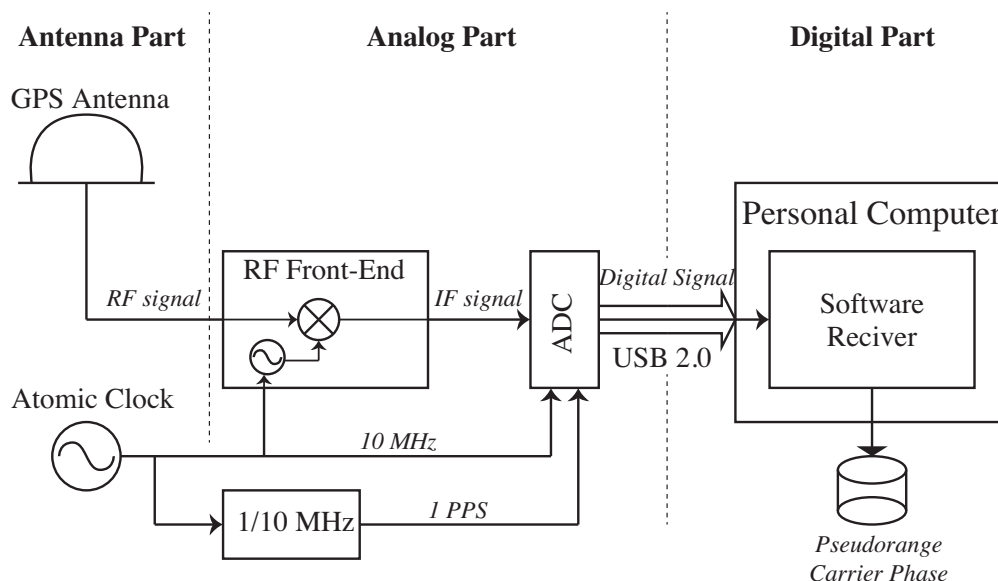 Antenna Part
Analog Part
Digital Part
GPS Antenna
Personal Computer
RF Front-End
RF signal
IF signal
ADC
Digital Signal
USB 2.0
Software
Reciver
Atomic Clock
10 MHz
1/10 MHz
1 PPS
Pseudorange
Carrier Phase